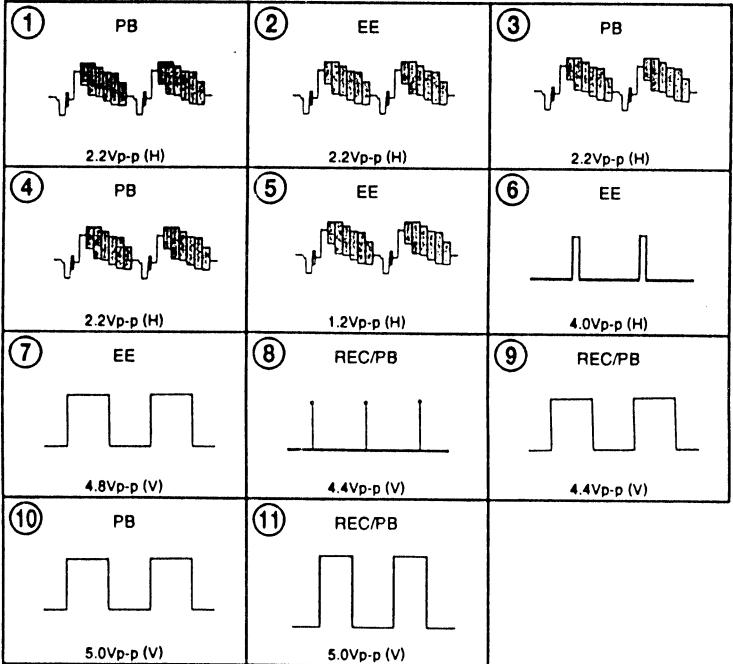 1 PB
2.2Vp-p (H)
2 EE
2.2Vp-p (H)
3 PB
2.2Vp-p (H)
4 PB
2.2Vp-p (H)
5 EE
1.2Vp-p (H)
6 EE
4.0Vp-p (H)
7 EE
4.8Vp-p (V)
8 REC/PB
4.4Vp-p (V)
9 REC/PB
4.4Vp-p (V)
10 PB
5.0Vp-p (V)
11 REC/PB
5.0Vp-p (V)